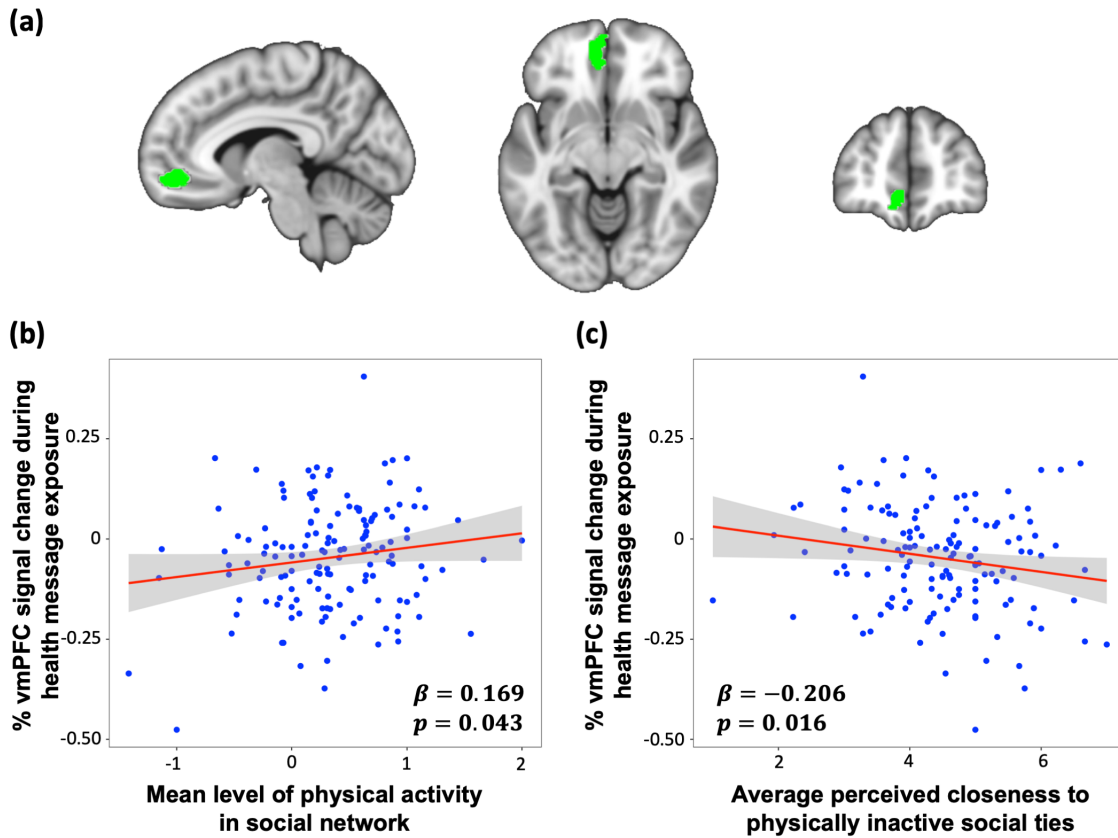 (a)
(b)
% vmPFC signal change during
health message exposure
0.25
0
-0.25
-0.50
β = 0.169
p = 0.043
-1 0 1 2
Mean level of physical activity
in social network
(c)
% vmPFC signal change during
health message exposure
0.25
0
-0.25
-0.50
β = −0.206
p = 0.016
2 4 6
Average perceived closeness to
physically inactive social ties